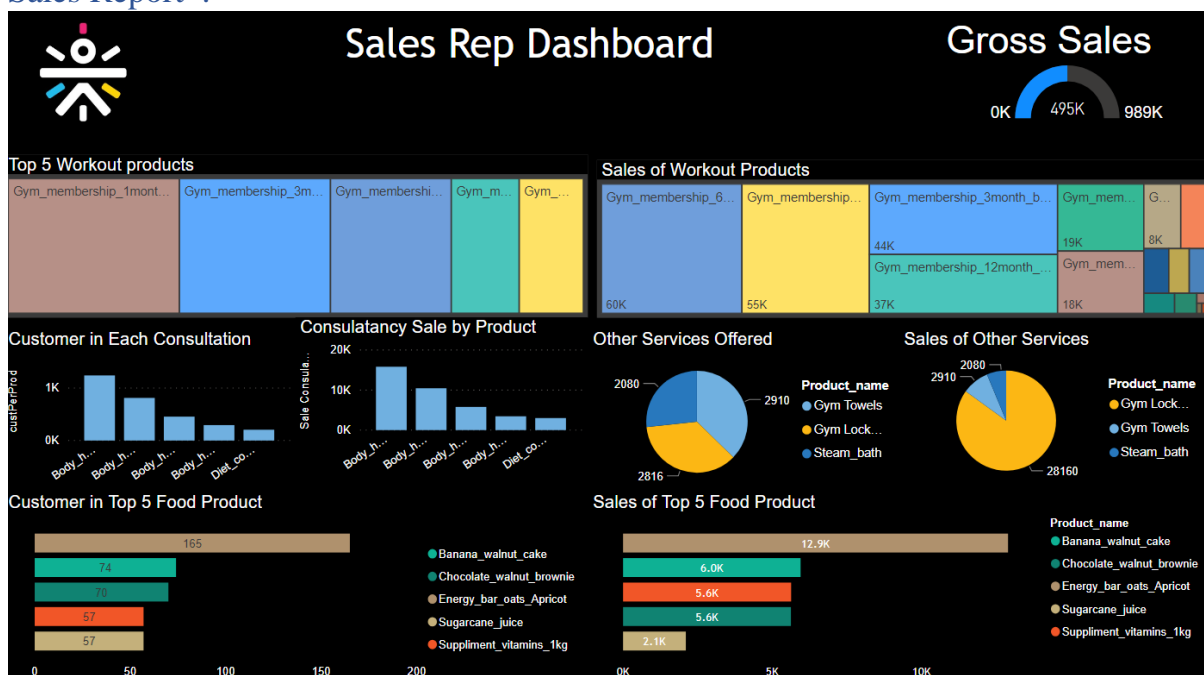 Sales Rep Dashboard
Gross Sales
0K
495K
989K
Top 5 Workout products
Gym_membership_1mont...
Gym_membership_3m...
Gym_membershi...
Gym_m...
Gym_...
Sales of Workout Products
Gym_membership_6...
60K
Gym_membership...
55K
Gym_membership_3month_b...
44K
Gym_membership_12month_...
37K
Gym_mem...
19K
Gym_mem...
18K
G...
8K
Customer in Each Consultation
custPerProd
1K
0K
Body_h...
Body_h...
Body_h...
Body_h...
Diet_co...
Consulatancy Sale by Product
Sale Consula...
20K
10K
0K
Body_h...
Body_h...
Body_h...
Body_h...
Diet_co...
Other Services Offered
2080
2910
2816
Product_name
Gym Towels
Gym Lock...
Steam_bath
Sales of Other Services
2080
2910
28160
Product_name
Gym Lock...
Gym Towels
Steam_bath
Customer in Top 5 Food Product
165
74
70
57
57
0
50
100
150
200
Banana_walnut_cake
Chocolate_walnut_brownie
Energy_bar_oats_Apricot
Sugarcane_juice
Suppliment_vitamins_1kg
Sales of Top 5 Food Product
12.9K
6.0K
5.6K
5.6K
2.1K
0K
5K
10K
Product_name
Banana_walnut_cake
Chocolate_walnut_brownie
Energy_bar_oats_Apricot
Sugarcane_juice
Suppliment_vitamins_1kg